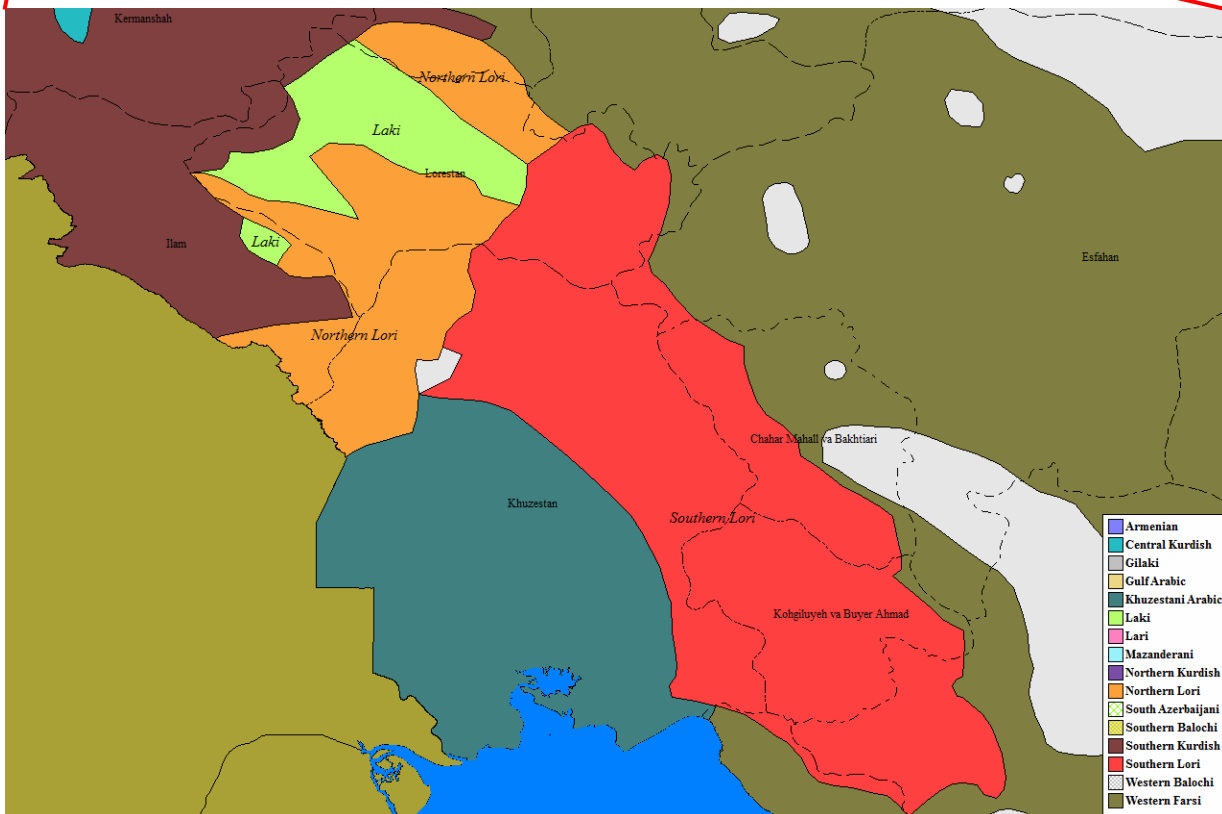 Kermanshah
Northern Lori
Laki
Lorestan
Ilam
Laki
Esfahan
Northern Lori
Chahar Mahall va Bakhtiari
Khuzestan
Southern Lori
Kohgiluyeh va Buyer Ahmad
Armenian
Central Kurdish
Gilaki
Gulf Arabic
Khuzestani Arabic
Laki
Lari
Mazanderani
Northern Kurdish
Northern Lori
South Azerbaijani
Southern Balochi
Southern Kurdish
Southern Lori
Western Balochi
Western Farsi